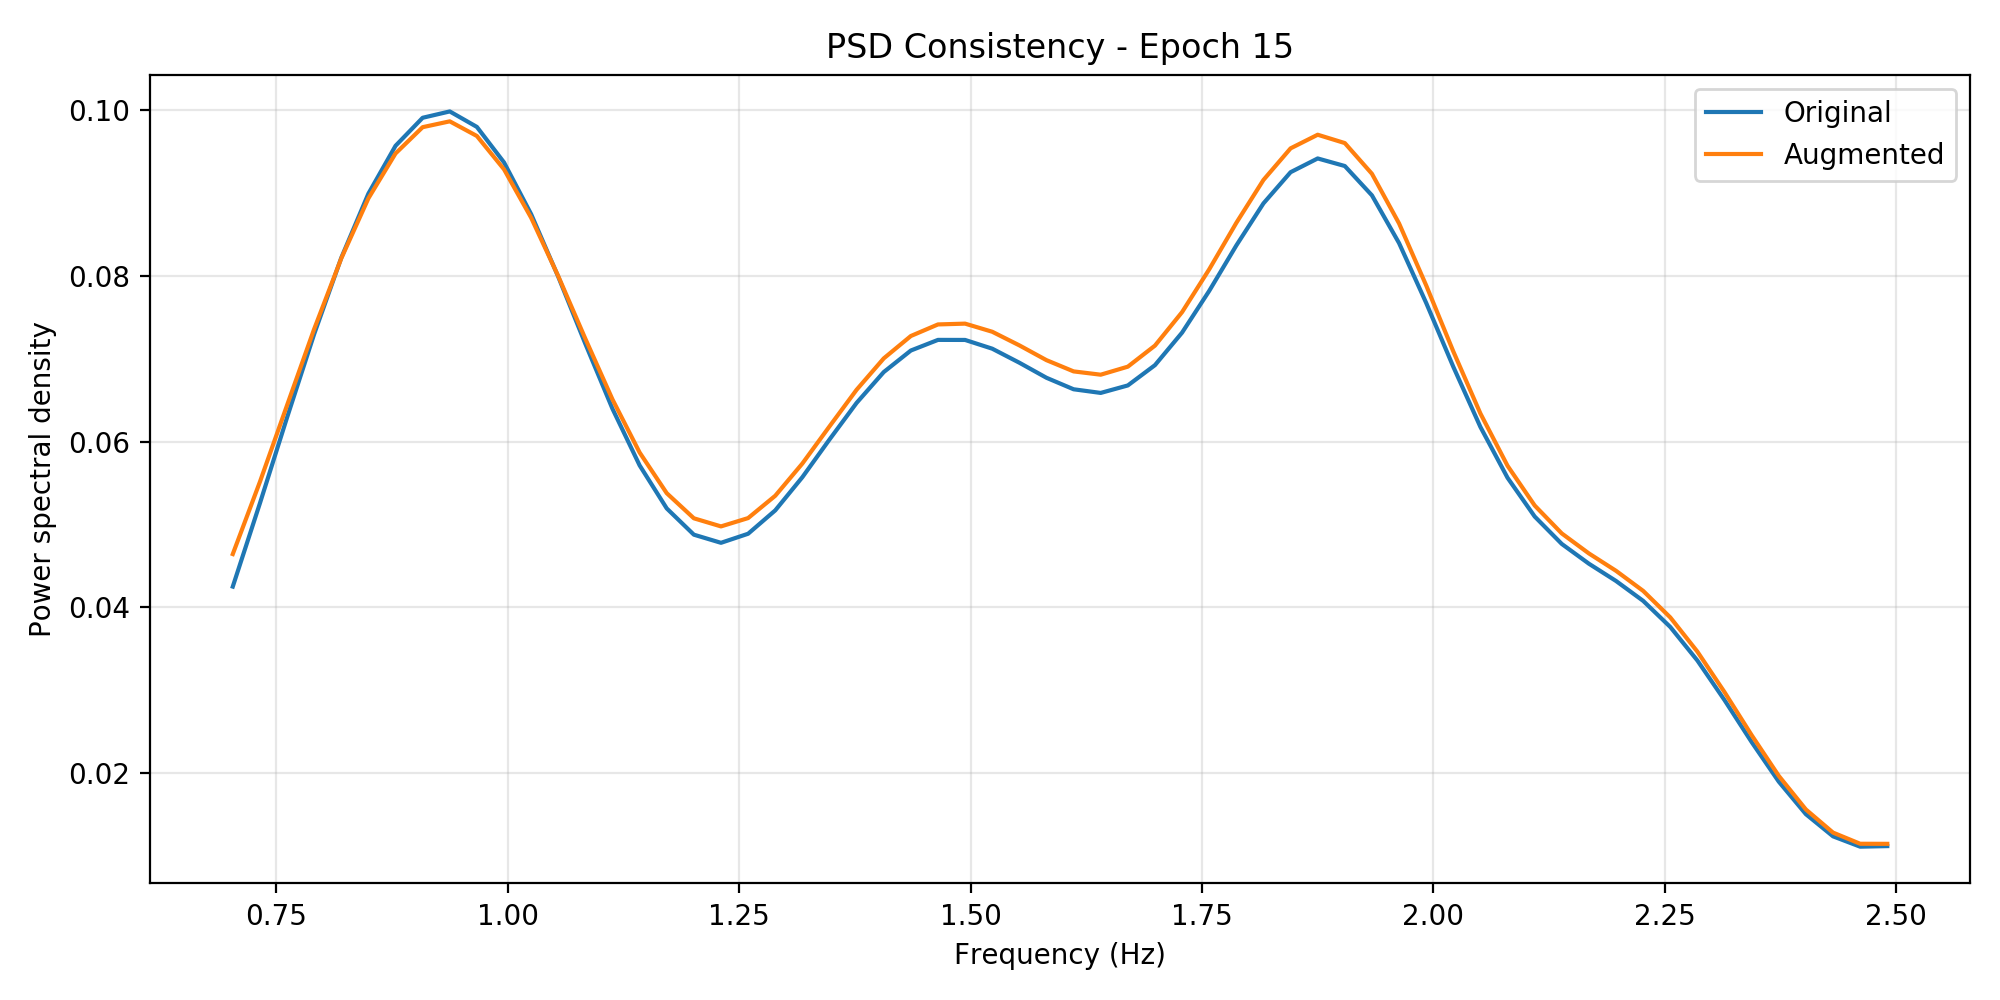 PSD Consistency - Epoch 15
Original
Augmented
Power spectral density
0.10
0.08
0.06
0.04
0.02
0.75
1.00
1.25
1.50
1.75
2.00
2.25
2.50
Frequency (Hz)